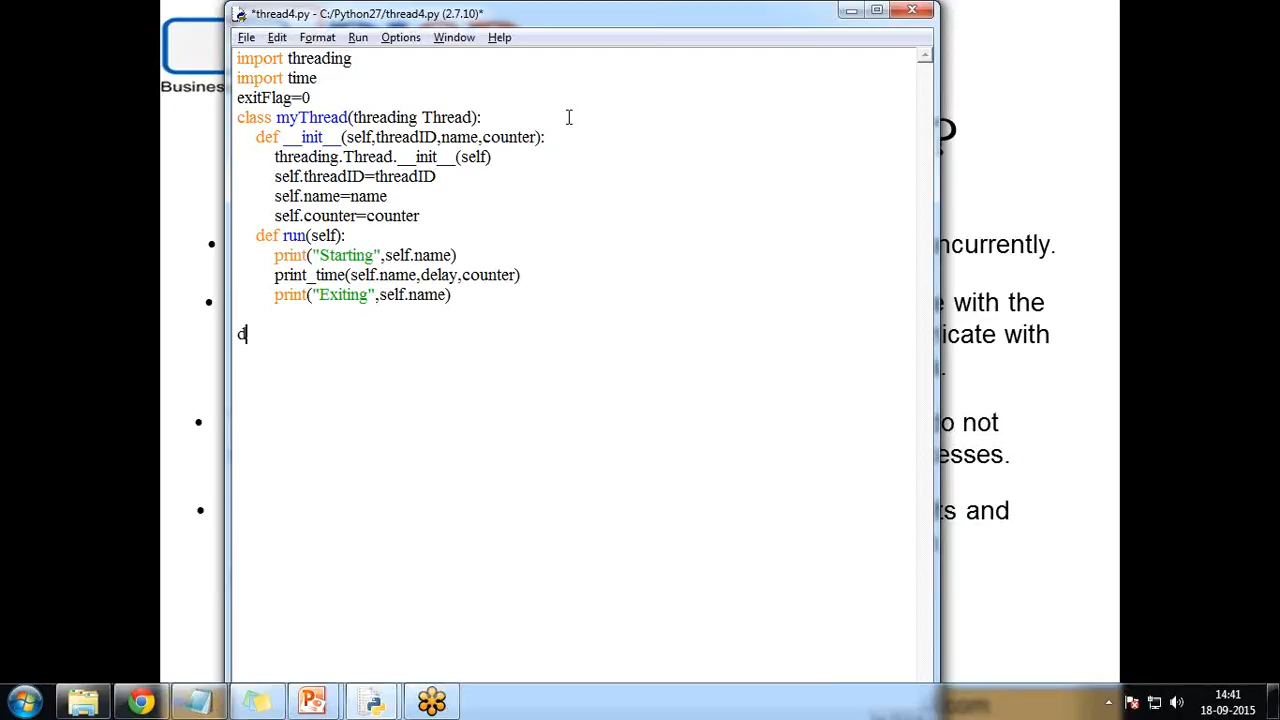 *thread4.py - C:/Python27/thread4.py (2.7.10)*
File Edit Format Run Options Window Help
import threading
import time
exitFlag=0
class myThread(threading Thread):
def __init__(self,threadID,name,counter):
threading.Thread.__init__(self)
self.threadID=threadID
self.name=name
self.counter=counter
def run(self):
print("Starting",self.name)
print_time(self.name,delay,counter)
print("Exiting",self.name)
d
Busines
ncurrently.
e with the
icate with
o not
esses.
ts and
14:41
18-09-2015